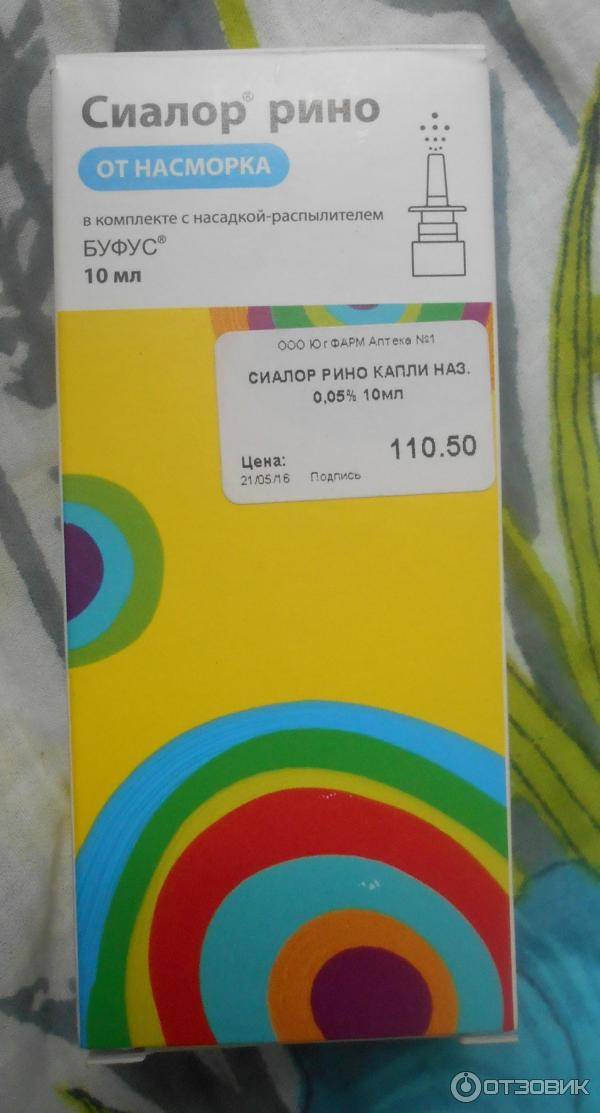 Сиалор® рино
ОТ НАСМОРКА
в комплекте с насадкой-распылителем
БУФУС®
10 мл
ООО ЮгФАРМ Аптека №1
СИАЛОР РИНО КАПЛИ НАЗ.
0,05% 10мл
Цена: 110.50
21/05/16 Подпись
ОТЗОВИК